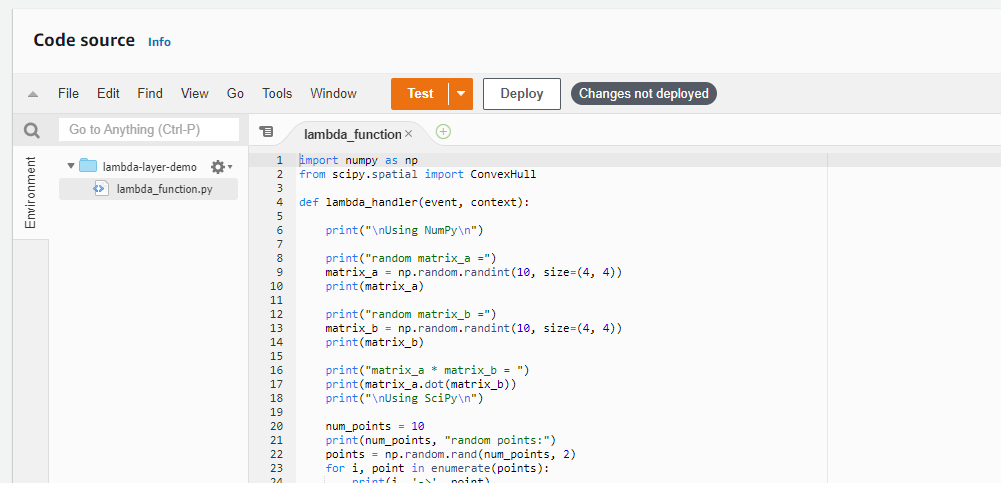 Code source Info
File Edit Find View Go Tools Window Test Deploy Changes not deployed
Go to Anything (Ctrl-P)
lambda_function
Environment
lambda-layer-demo
lambda_function.py
1 import numpy as np
2 from scipy.spatial import ConvexHull
3
4 def lambda_handler(event, context):
5
6 print("\nUsing NumPy\n")
7
8 print("random matrix_a =")
9 matrix_a = np.random.randint(10, size=(4, 4))
10 print(matrix_a)
11
12 print("random matrix_b =")
13 matrix_b = np.random.randint(10, size=(4, 4))
14 print(matrix_b)
15
16 print("matrix_a * matrix_b = ")
17 print(matrix_a.dot(matrix_b))
18 print("\nUsing SciPy\n")
19
20 num_points = 10
21 print(num_points, "random points:")
22 points = np.random.rand(num_points, 2)
23 for i, point in enumerate(points):
24 print(i, '->', point)